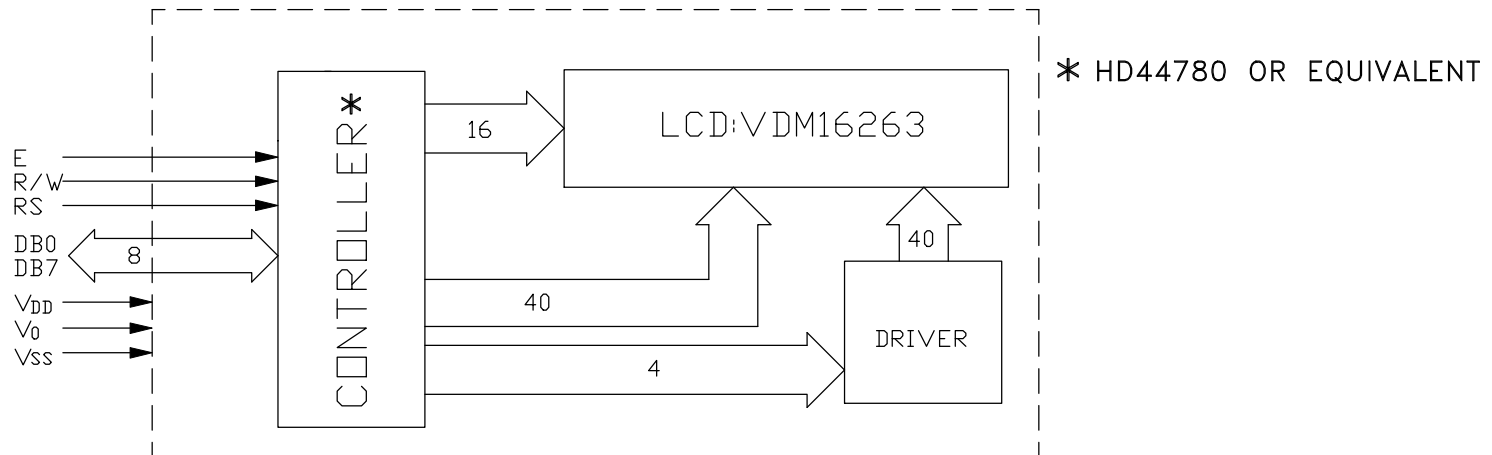 * HD44780 OR EQUIVALENT
CONTROLLER*
16
LCD:VDM16263
E
R/W
RS
DB0
DB7
8
40
40
DRIVER
4
VDD
V0
VSS